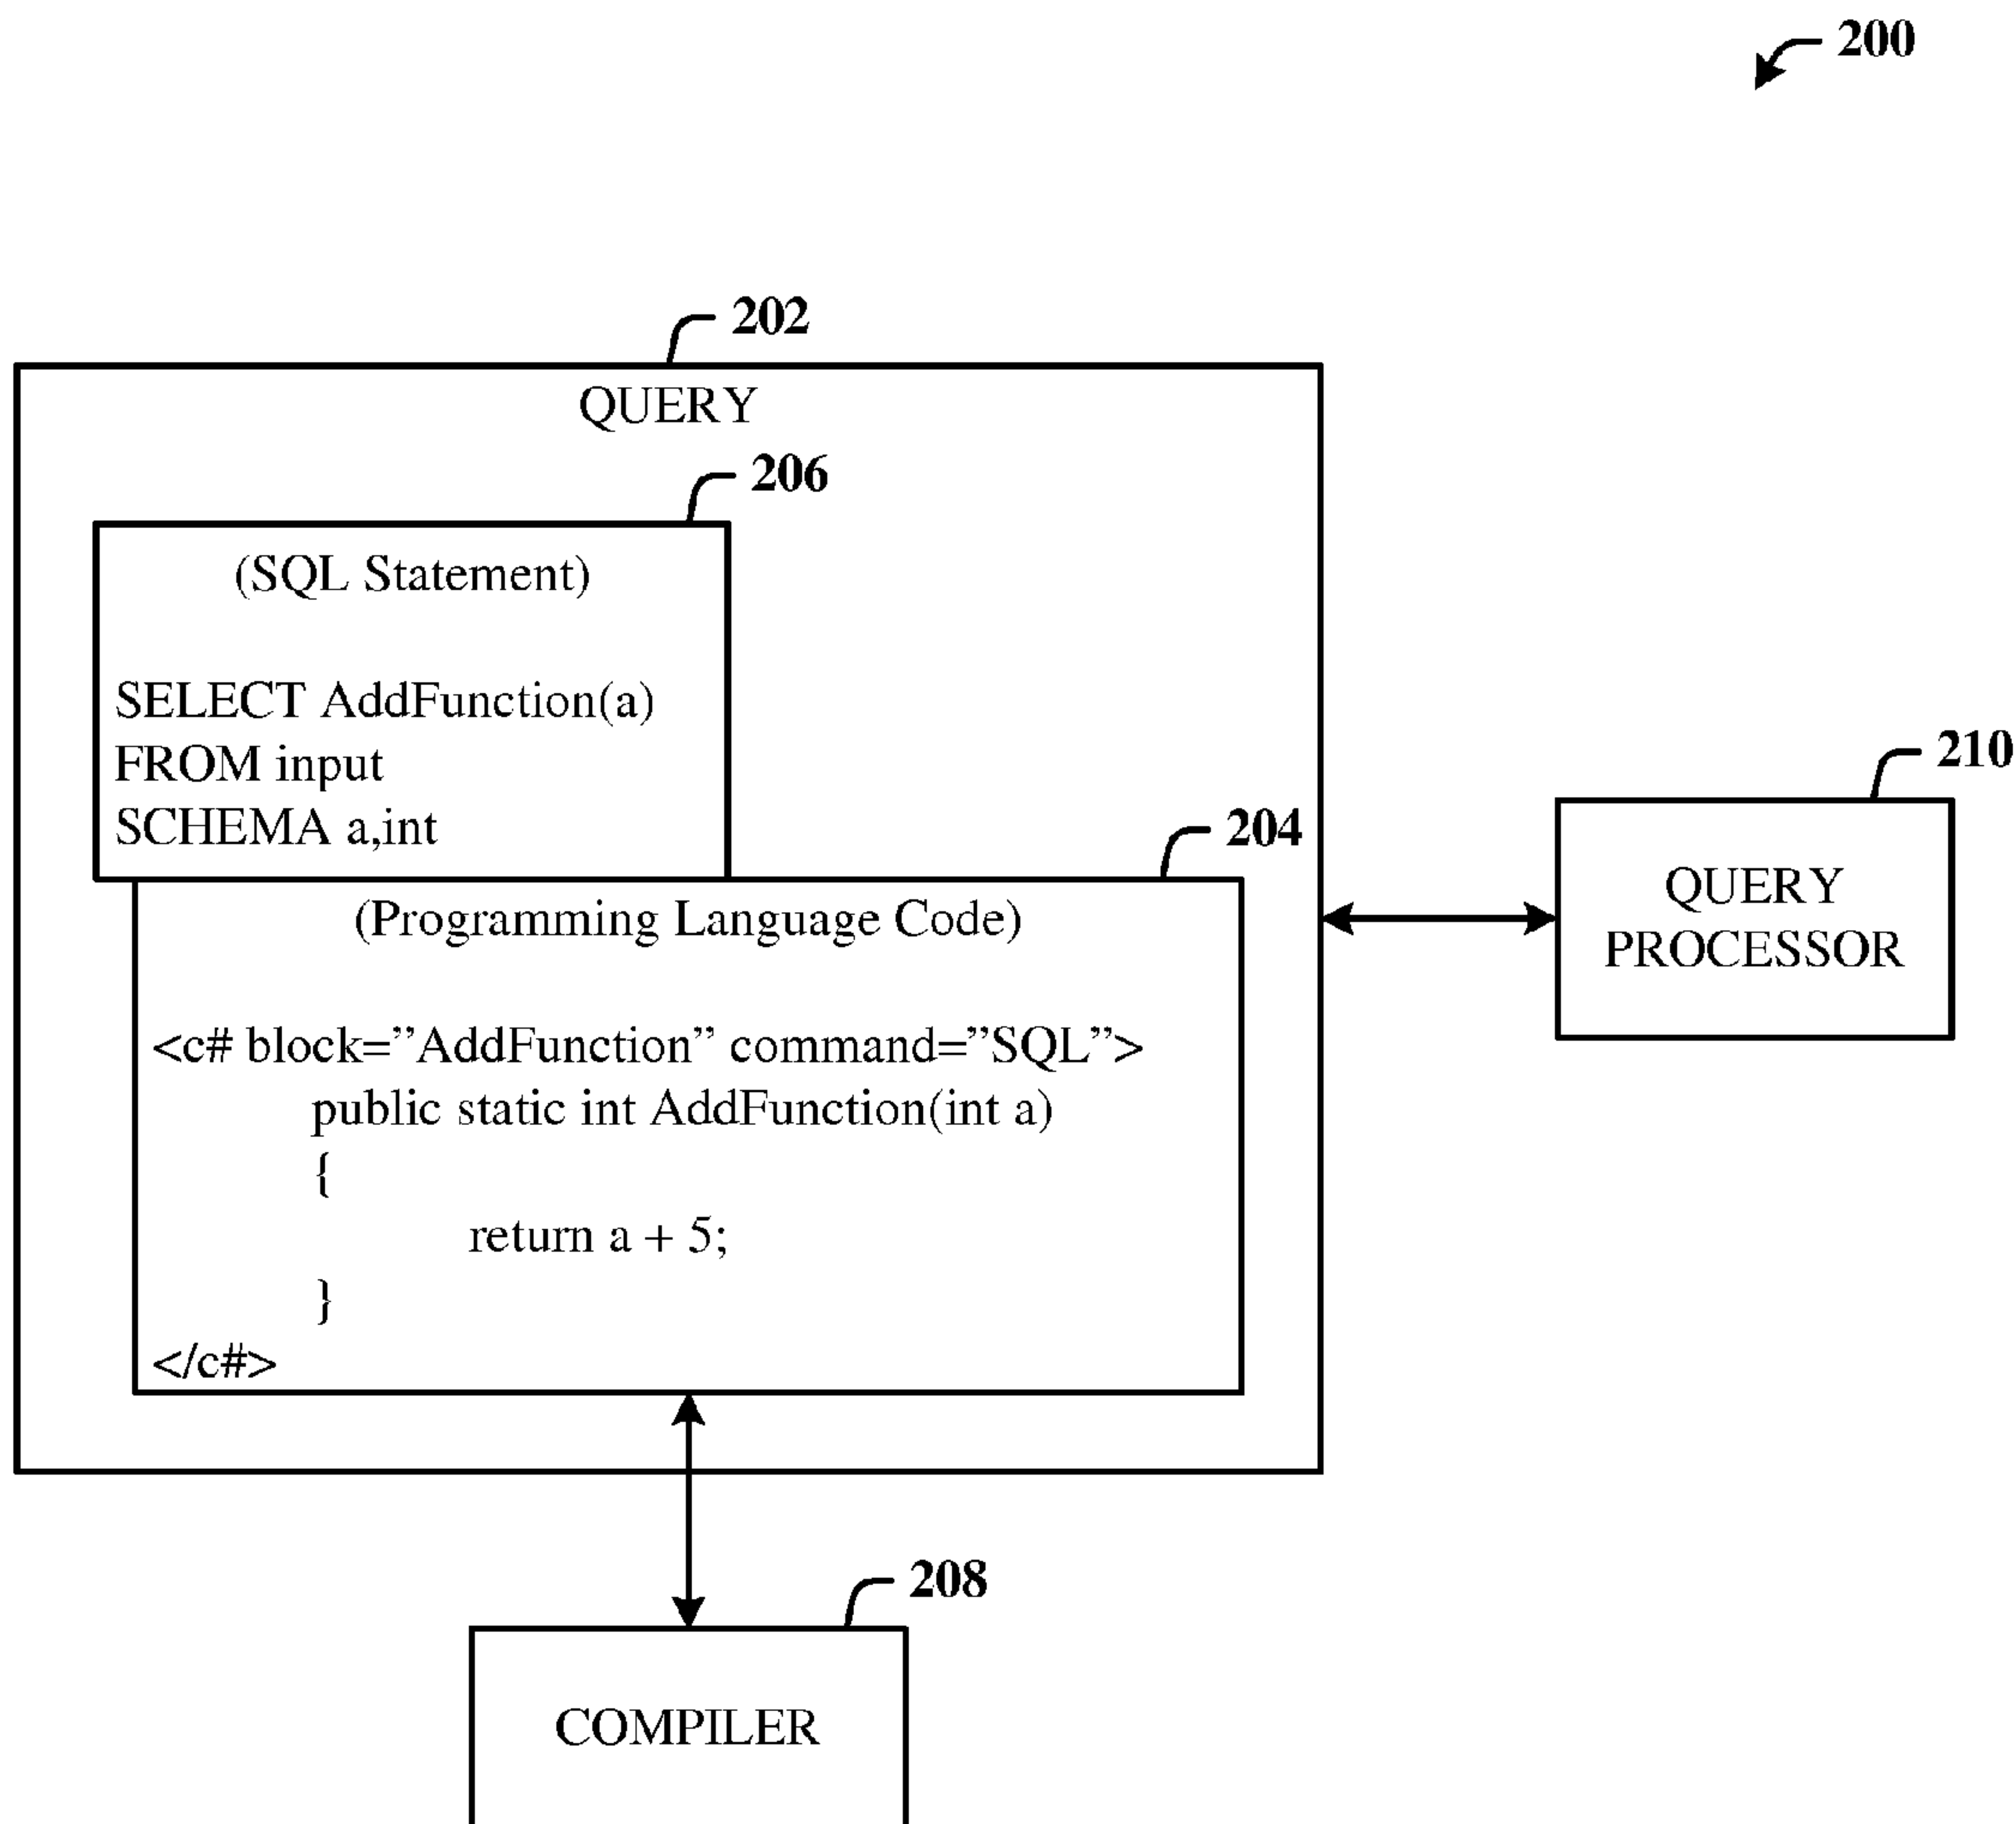 200
202
QUERY
206
(SQL Statement)
SELECT AddFunction(a)
FROM input
SCHEMA a,int
204
(Programming Language Code)
<c# block=”AddFunction” command=”SQL”>
public static int AddFunction(int a)
{
return a + 5;
}
</c#>
210
QUERY
PROCESSOR
208
COMPILER